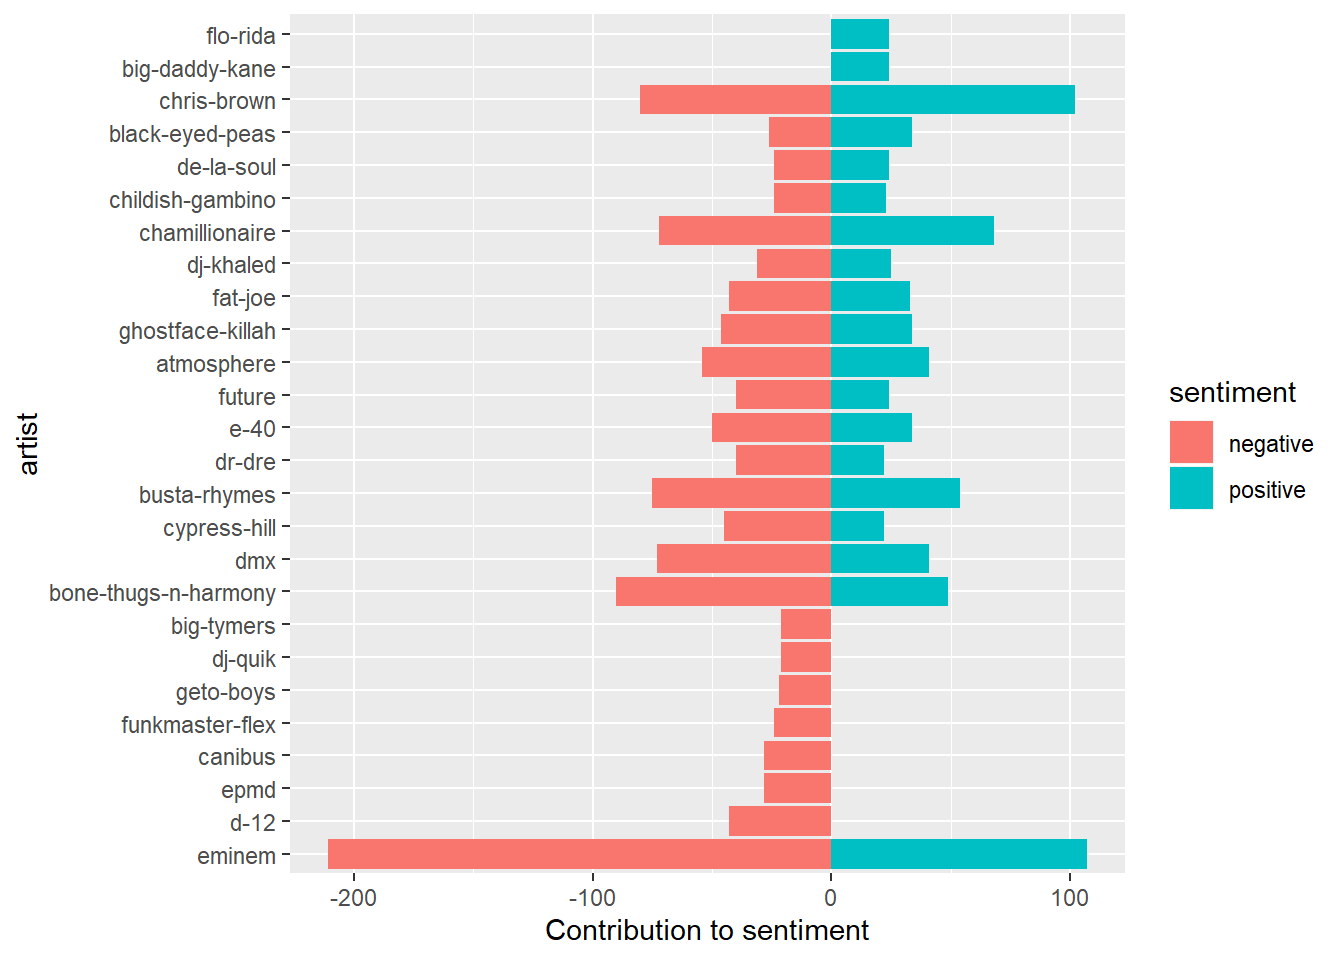 flo-rida
big-daddy-kane
chris-brown
black-eyed-peas
de-la-soul
childish-gambino
chamillionaire
dj-khaled
fat-joe
ghostface-killah
atmosphere
future
e-40
dr-dre
busta-rhymes
cypress-hill
dmx
bone-thugs-n-harmony
big-tymers
dj-quik
geto-boys
funkmaster-flex
canibus
epmd
d-12
eminem
artist
-200 -100 0 100
Contribution to sentiment
sentiment
negative
positive